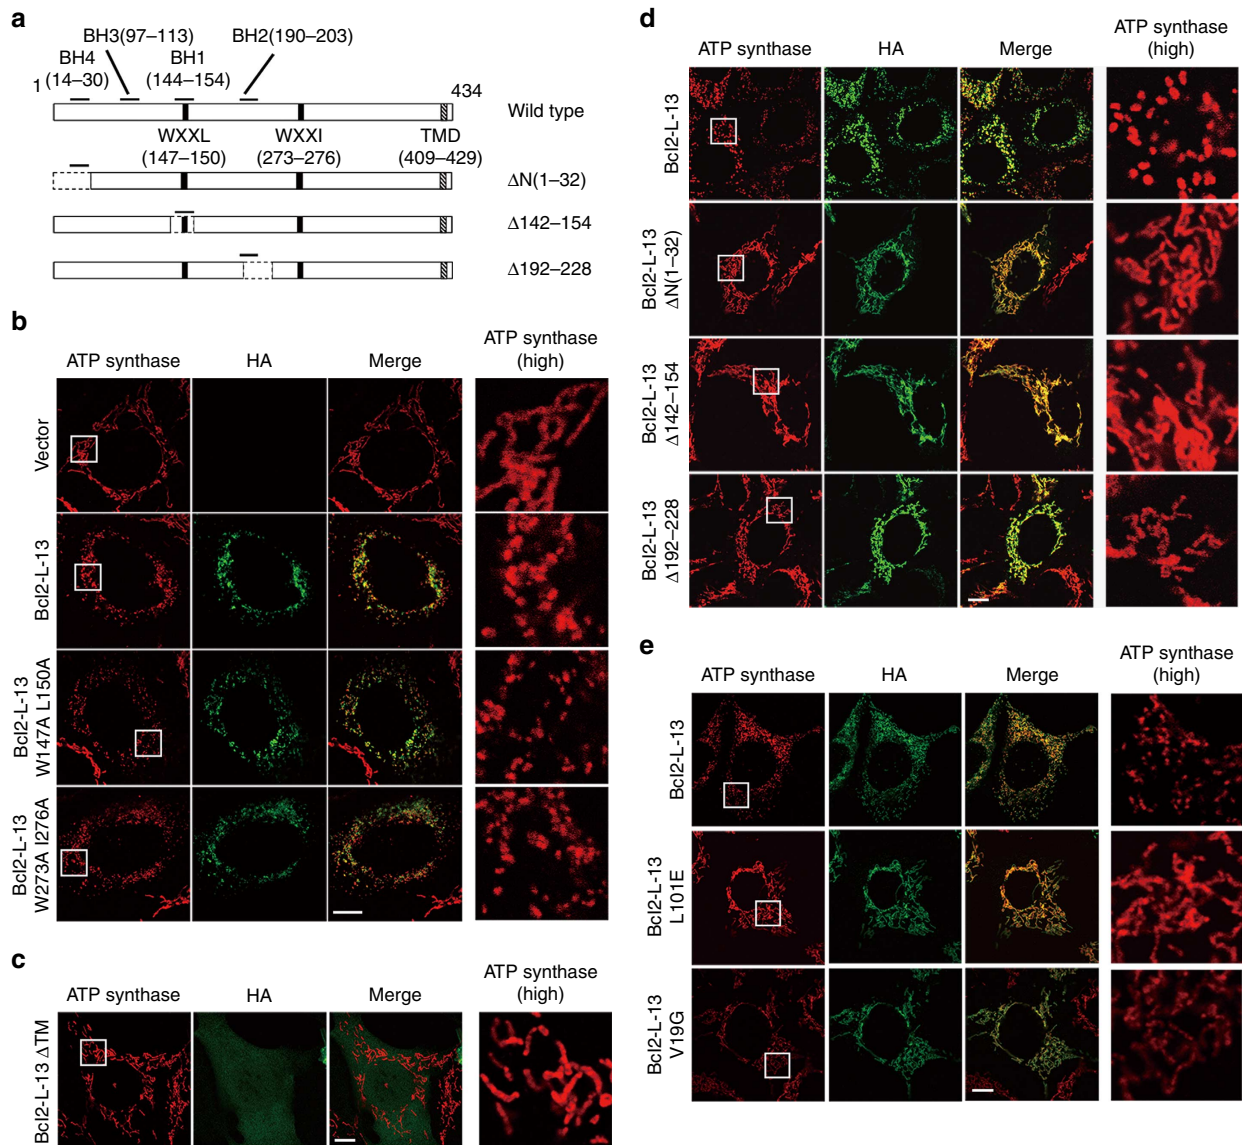 a
BH3(97–113)
BH2(190–203)
BH4
(14–30)
BH1
(144–154)
1
434
Wild type
WXXL
(147–150)
WXXI
(273–276)
TMD
(409–429)
ΔN(1–32)
Δ142–154
Δ192–228
b
ATP synthase
HA
Merge
ATP synthase
(high)
Vector
Bcl2-L-13
Bcl2-L-13
W147A L150A
Bcl2-L-13
W273A I276A
c
ATP synthase
HA
Merge
ATP synthase
(high)
Bcl2-L-13 ΔTM
d
ATP synthase
HA
Merge
ATP synthase
(high)
Bcl2-L-13
Bcl2-L-13
ΔN(1–32)
Bcl2-L-13
Δ142–154
Bcl2-L-13
Δ192–228
e
ATP synthase
HA
Merge
ATP synthase
(high)
Bcl2-L-13
Bcl2-L-13
L101E
Bcl2-L-13
V19G